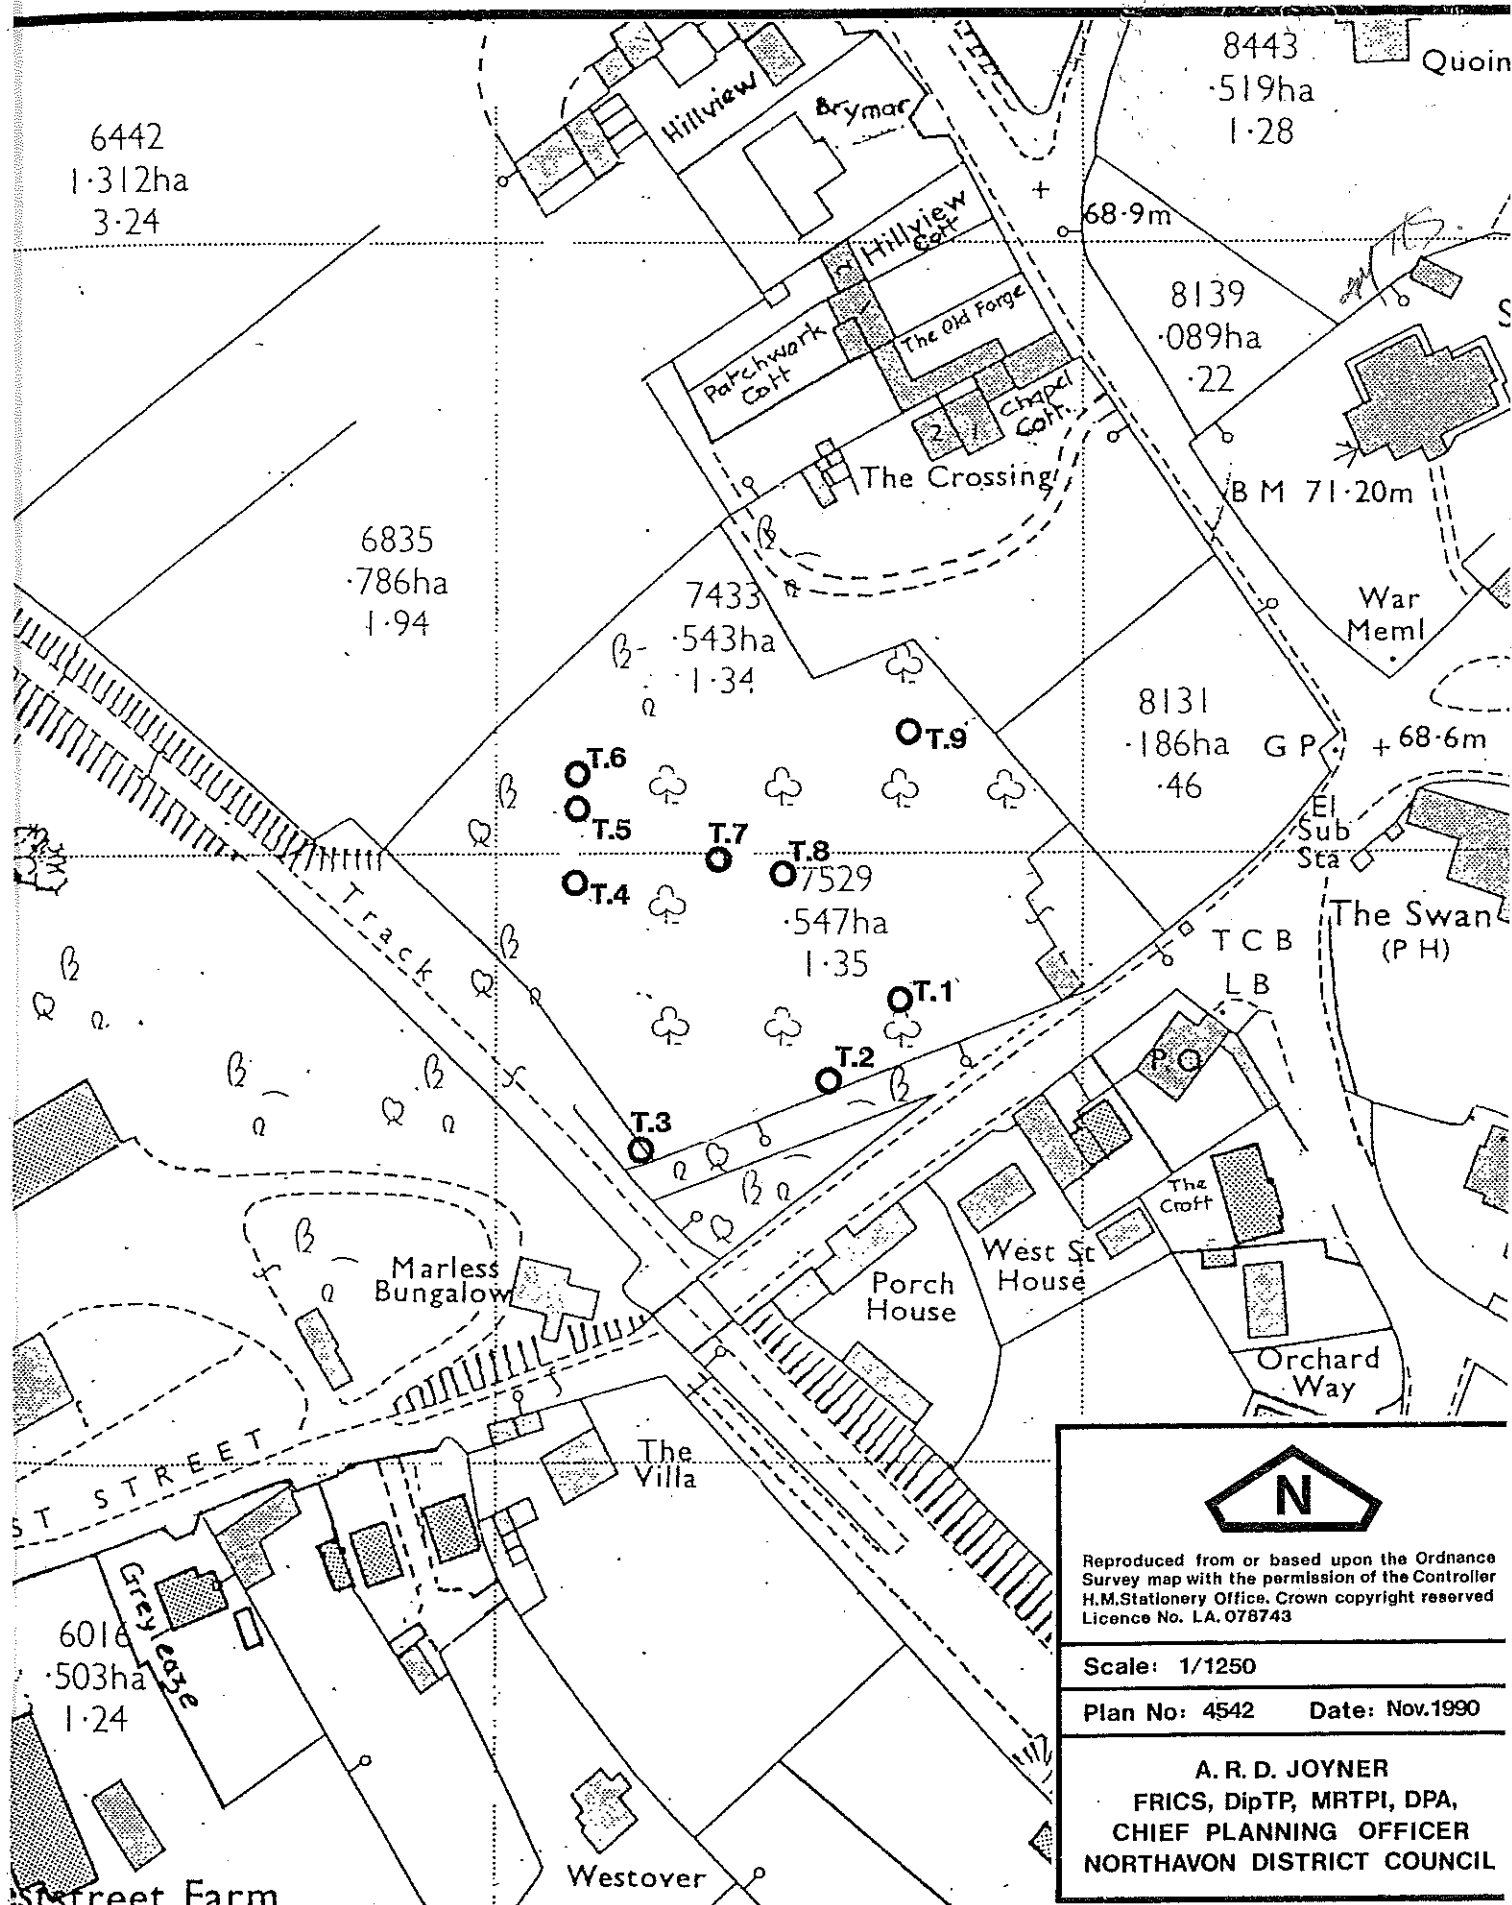 8443
·519ha
1·28
Quoin
6442
1·312ha
3·24
Hillview
Brymar
Hillview
Cott
68·9m
8139
·089ha
·22
2
1
Patchwork
Cott
The Old Forge
Chapel
Cott.
2 1
The Crossing
B M 71·20m
S
6835
·786ha
1·94
7433
·543ha
1·34
War
Meml
8131
·186ha
·46
G P
68·6m
T.9
T.6
T.5
T.7
T.8
T.4
El
Sub
Sta
7529
·547ha
1·35
The Swan
(P H)
T C B
L B
Track
T.1
T.2
T.3
P.O
The
Croft
West St
House
Porch
House
Marless
Bungalow
Orchard
Way
ST STREET
The
Villa
Greylease
6016
·503ha
1·24
Westover
ststreet Farm
N
Reproduced from or based upon the Ordnance
Survey map with the permission of the Controller
H.M.Stationery Office. Crown copyright reserved
Licence No. LA. 078743
Scale: 1/1250
Plan No: 4542 Date: Nov.1990
A. R. D. JOYNER
FRICS, DipTP, MRTPI, DPA,
CHIEF PLANNING OFFICER
NORTHAVON DISTRICT COUNCIL